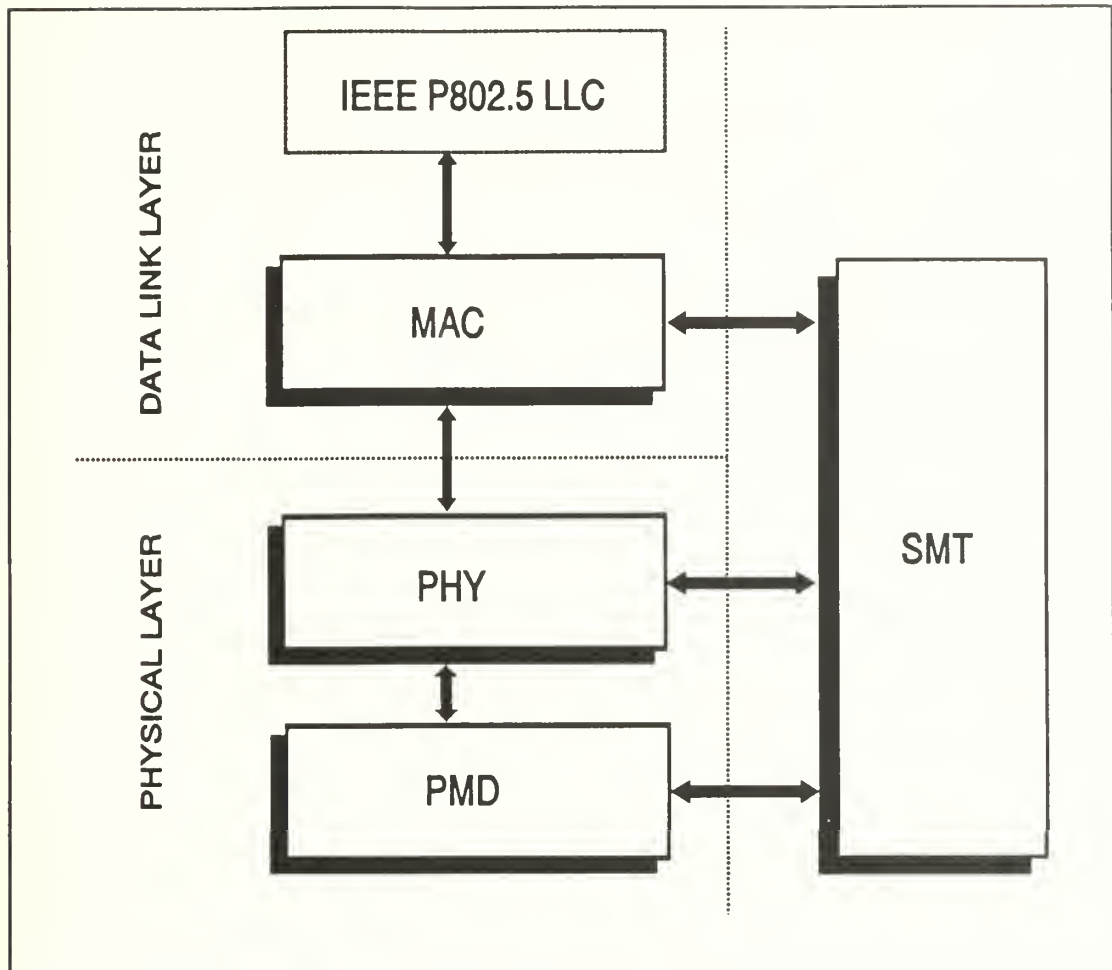 IEEE P802.5 LLC
DATA LINK LAYER
MAC
SMT
PHY
PHYSICAL LAYER
PMD